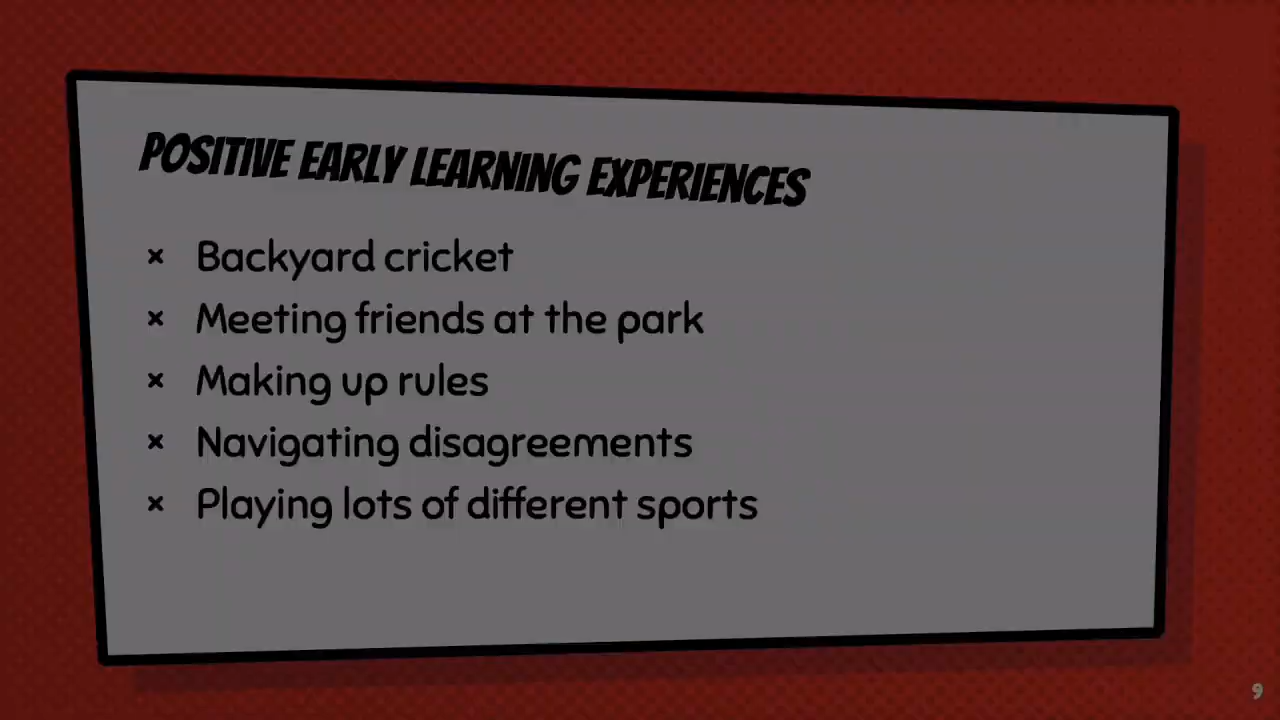 POSITIVE EARLY LEARNING EXPERIENCES
× Backyard cricket
× Meeting friends at the park
× Making up rules
× Navigating disagreements
× Playing lots of different sports
9